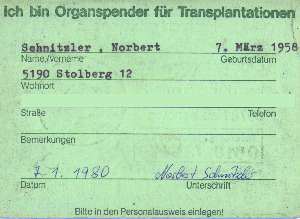 Ich bin Organspender für Transplantationen
Schnitzler , Norbert 7. März 1958
Name/Vorname Geburtsdatum
5190 Stolberg 12
Wohnort
Straße Telefon
Bemerkungen
7.1.1980 Norbert Schnitzler
Datum Unterschrift
Bitte in den Personalausweis einlegen!